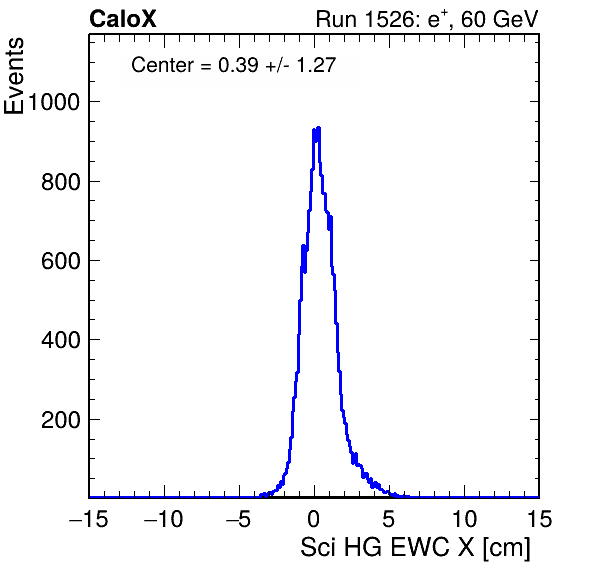 CaloX
Run 1526: e⁺, 60 GeV
Events
Center = 0.39 +/- 1.27
1000
800
600
400
200
−15
−10
−5
0
5
10
15
Sci HG EWC X [cm]